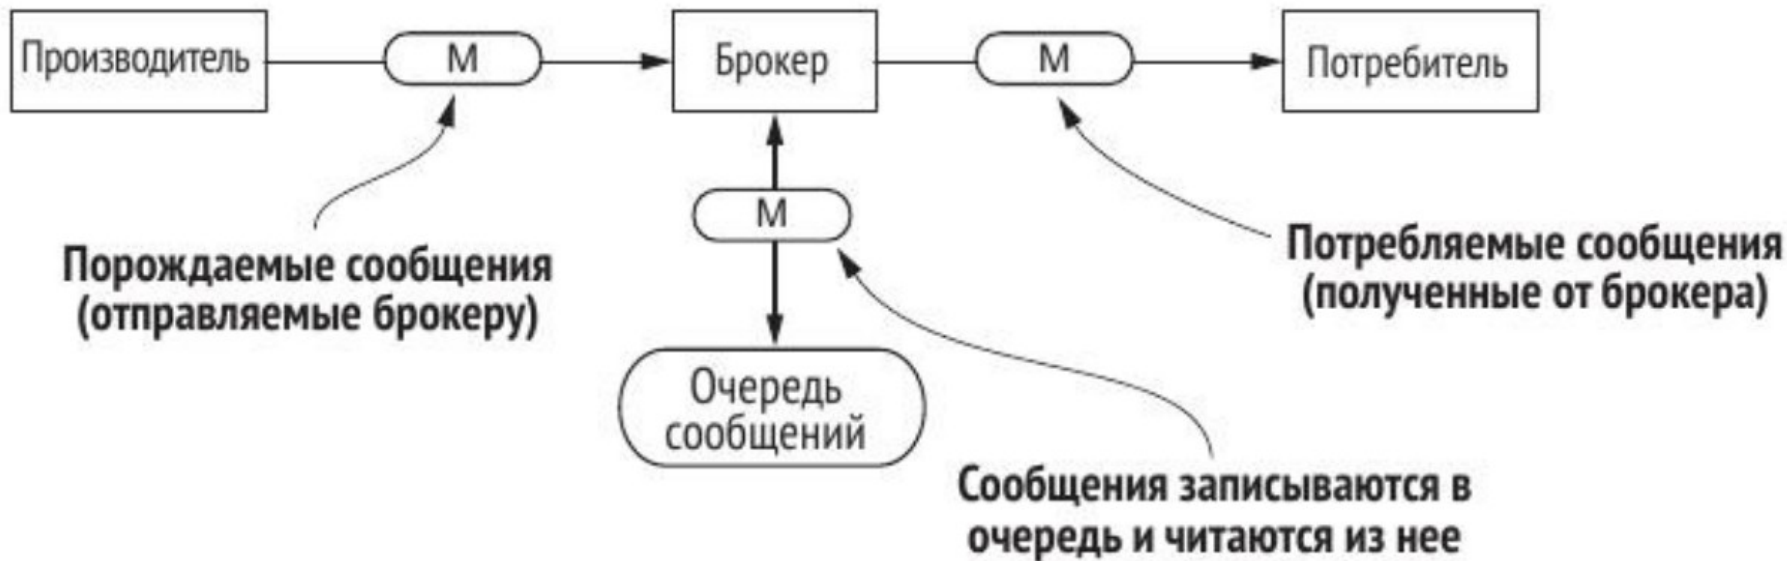 Производитель
М
Брокер
М
Потребитель
М
Порождаемые сообщения
(отправляемые брокеру)
Потребляемые сообщения
(полученные от брокера)
Очередь
сообщений
Сообщения записываются в
очередь и читаются из нее